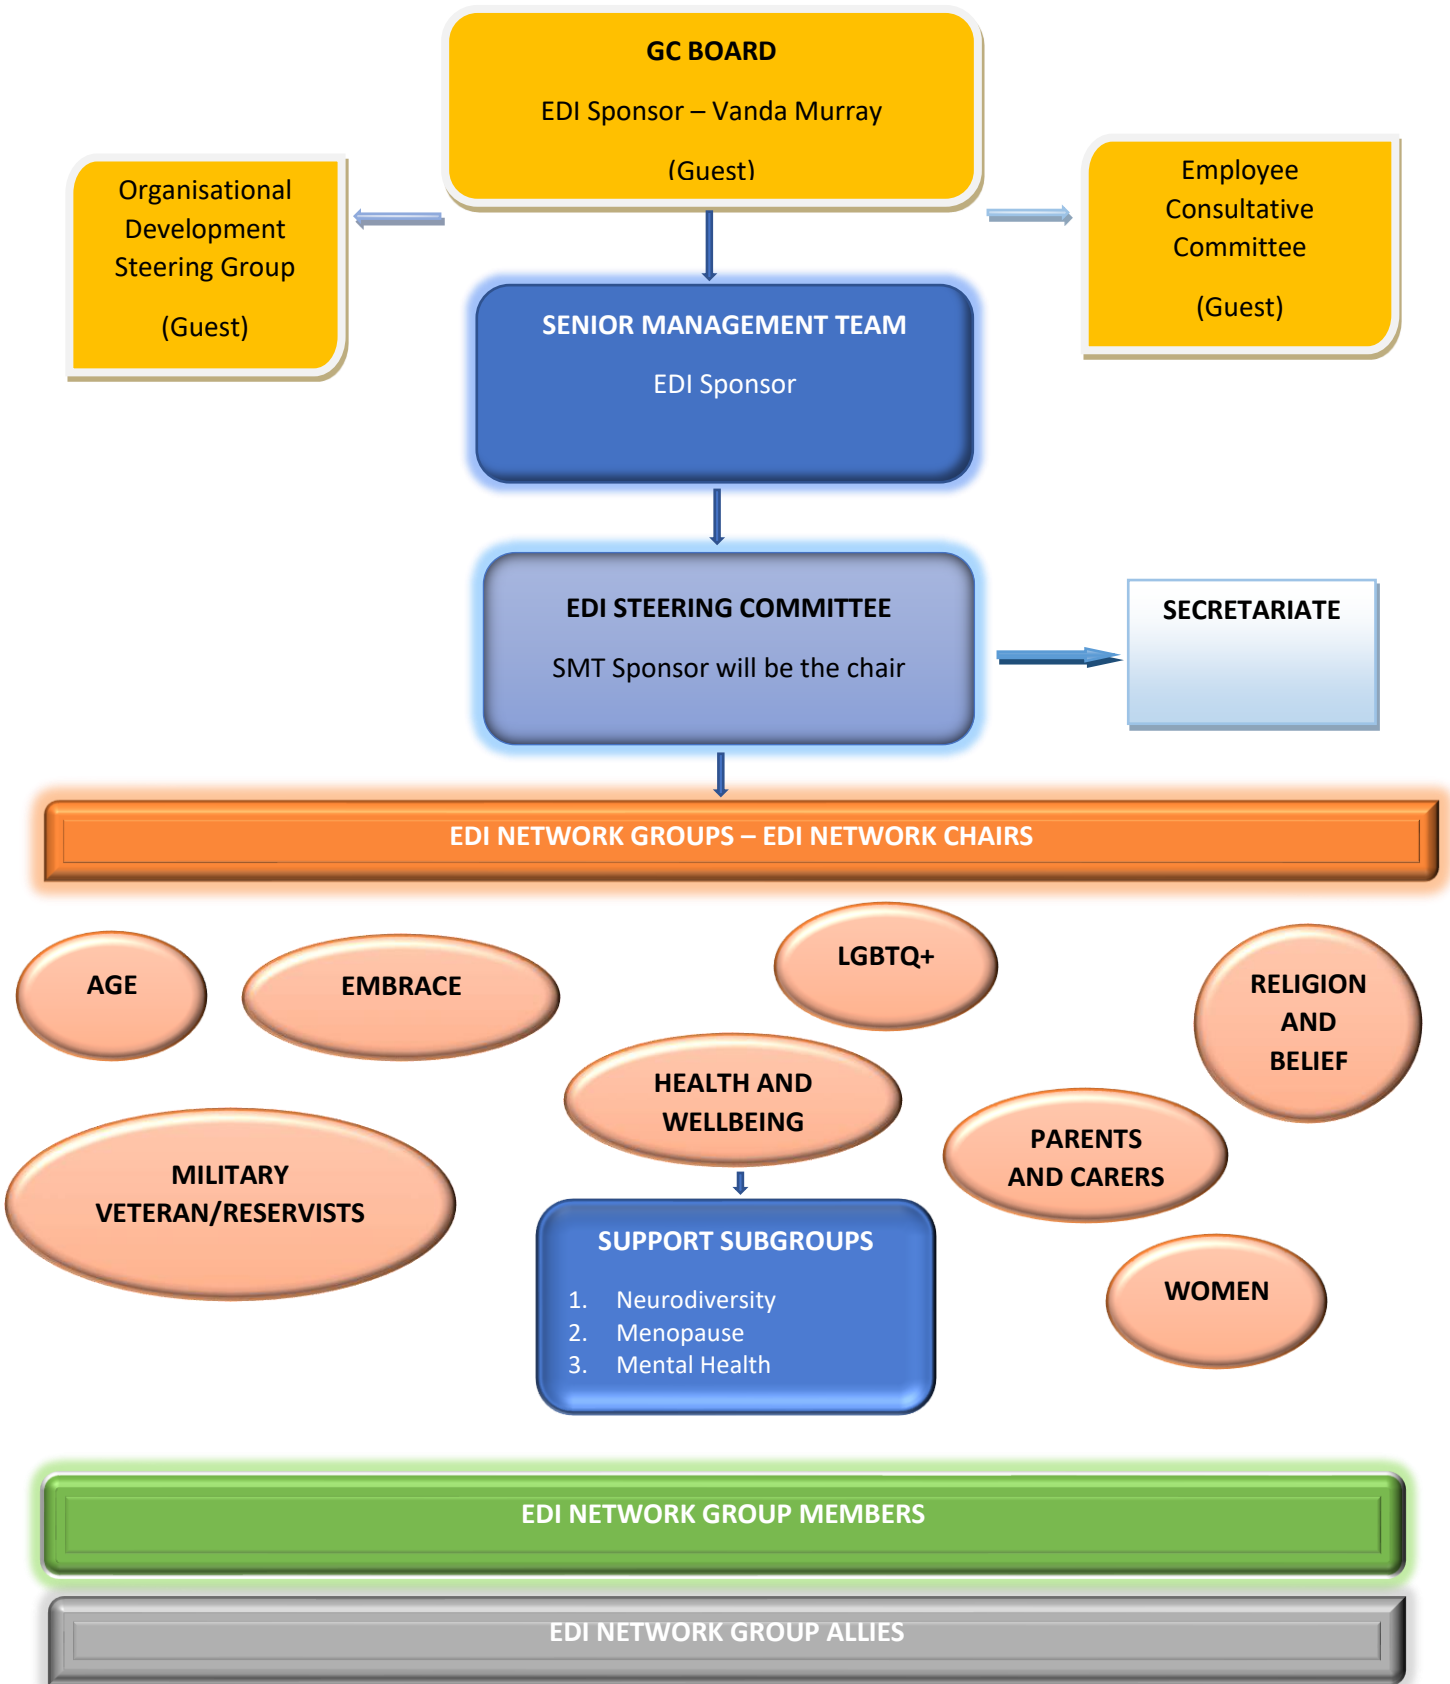 GC BOARD
EDI Sponsor – Vanda Murray
(Guest)
Organisational
Development
Steering Group
(Guest)
Employee
Consultative
Committee
(Guest)
SENIOR MANAGEMENT TEAM
EDI Sponsor
EDI STEERING COMMITTEE
SMT Sponsor will be the chair
SECRETARIATE
EDI NETWORK GROUPS – EDI NETWORK CHAIRS
AGE
EMBRACE
LGBTQ+
RELIGION
AND
BELIEF
HEALTH AND
WELLBEING
PARENTS
AND CARERS
MILITARY
VETERAN/RESERVISTS
SUPPORT SUBGROUPS
1. Neurodiversity
2. Menopause
3. Mental Health
WOMEN
EDI NETWORK GROUP MEMBERS
EDI NETWORK GROUP ALLIES